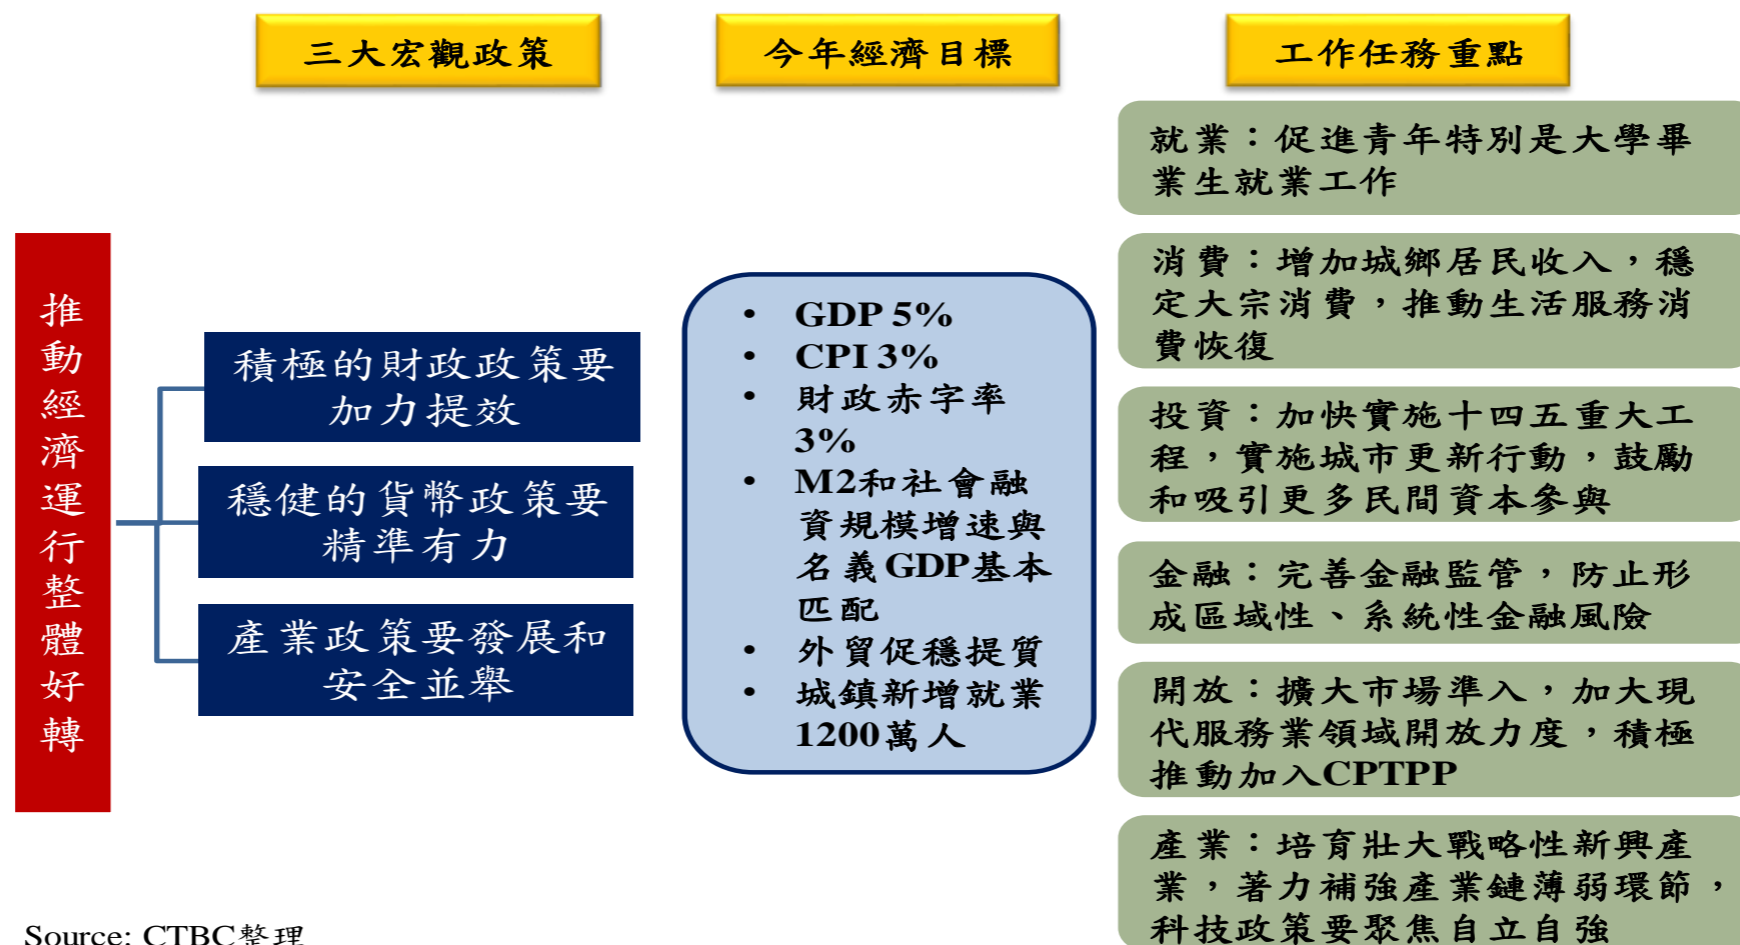 三大宏觀政策
今年經濟目標
工作任務重點
推動經濟運行整體好轉
積極的財政政策要
加力提效
穩健的貨幣政策要
精準有力
產業政策要發展和
安全並舉
• GDP 5%
• CPI 3%
• 財政赤字率
3%
• M2和社會融
資規模增速與
名義GDP基本
匹配
• 外貿促穩提質
• 城鎮新增就業
1200萬人
就業：促進青年特別是大學畢
業生就業工作
消費：增加城鄉居民收入，穩
定大宗消費，推動生活服務消
費恢復
投資：加快實施十四五重大工
程，實施城市更新行動，鼓勵
和吸引更多民間資本參與
金融：完善金融監管，防止形
成區域性、系統性金融風險
開放：擴大市場準入，加大現
代服務業領域開放力度，積極
推動加入CPTPP
產業：培育壯大戰略性新興產
業，著力補強產業鏈薄弱環節，
科技政策要聚焦自立自強
Source: CTBC整理